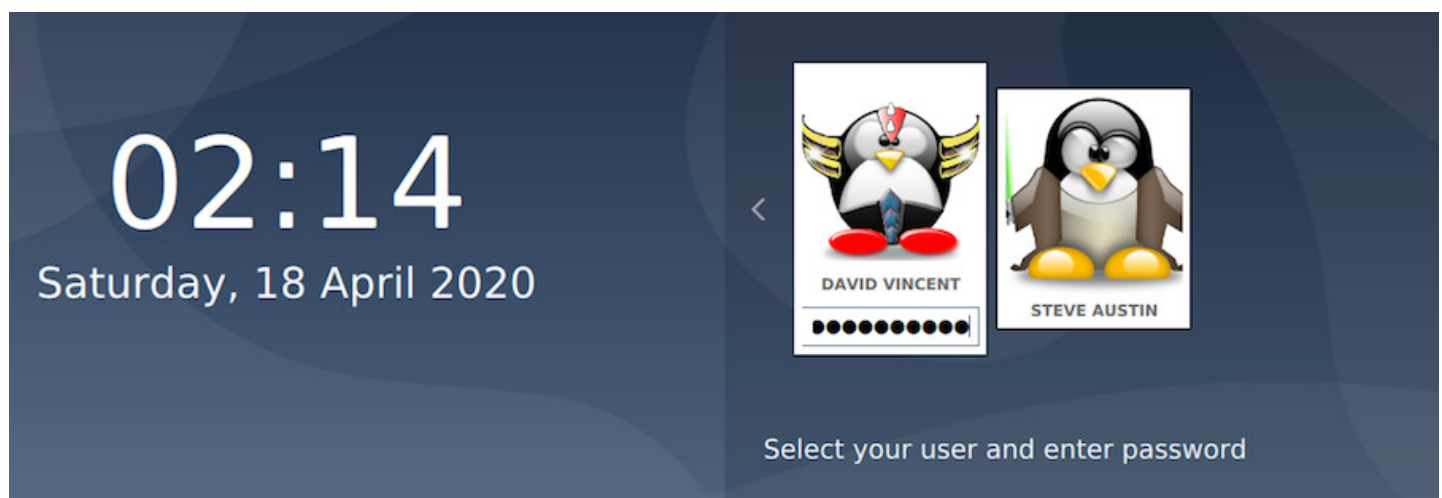 02:14
Saturday, 18 April 2020
DAVID VINCENT
STEVE AUSTIN
Select your user and enter password